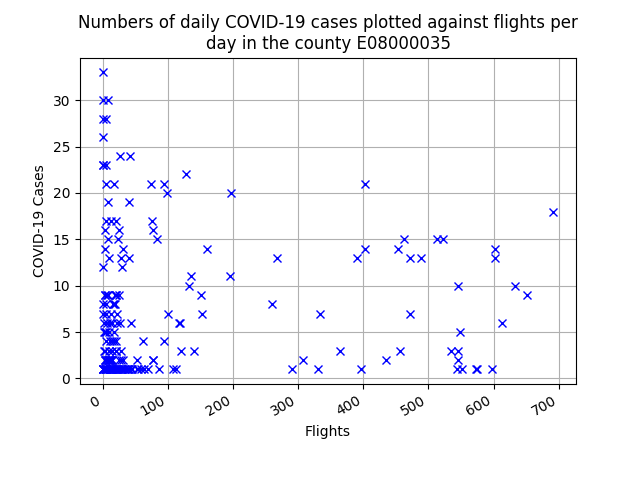 Numbers of daily COVID-19 cases plotted against flights per
day in the county E08000035
30
25
20
15
10
5
0
COVID-19 Cases
0 100 200 300 400 500 600 700
Flights